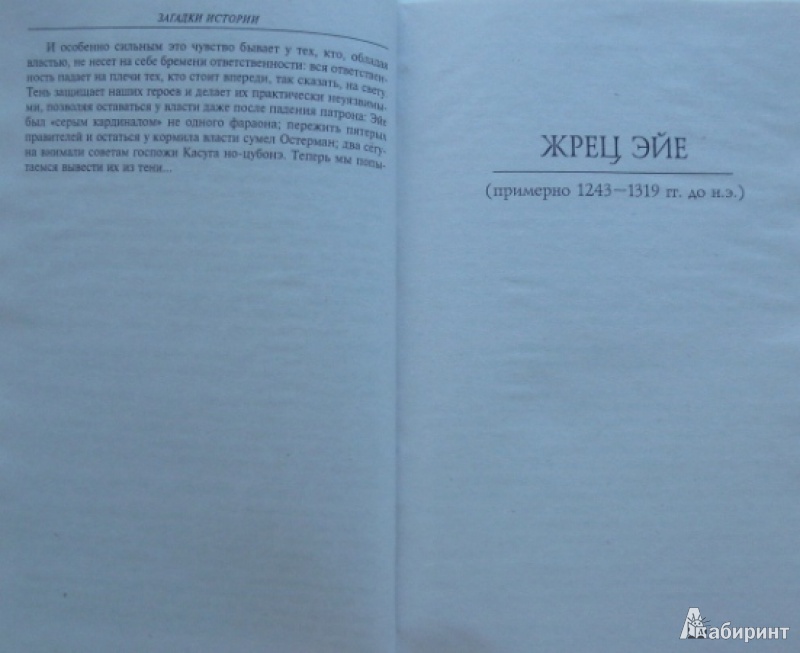 ЗАГАДКИ ИСТОРИИ
И особенно сильным это чувство бывает у тех, кто, обладая
властью, не несет на себе бремени ответственности: вся ответствен-
ность падает на плечи тех, кто стоит впереди, так сказать, на свету.
Тень защищает наших героев и делает их практически неуязвимы-
ми, позволяя оставаться у власти даже после падения патрона: Эйе
был «серым кардиналом» не одного фараона; пережить пятерых
правителей и остаться у кормила власти сумел Остерман; два сёгу-
на внимали советам госпожи Касуга но-цубонэ. Теперь мы попы-
таемся вывести их из тени...
ЖРЕЦ ЭЙЕ
(примерно 1243—1319 гг. до н.э.)
Лабиринт